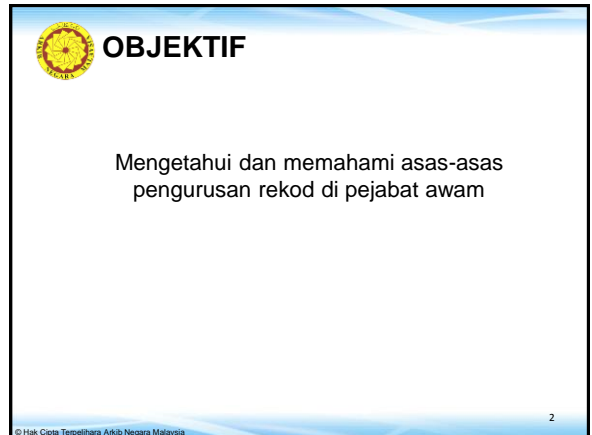 OBJEKTIF
Mengetahui dan memahami asas-asas
pengurusan rekod di pejabat awam
2
© Hak Cipta Terpelihara Arkib Negara Malaysia